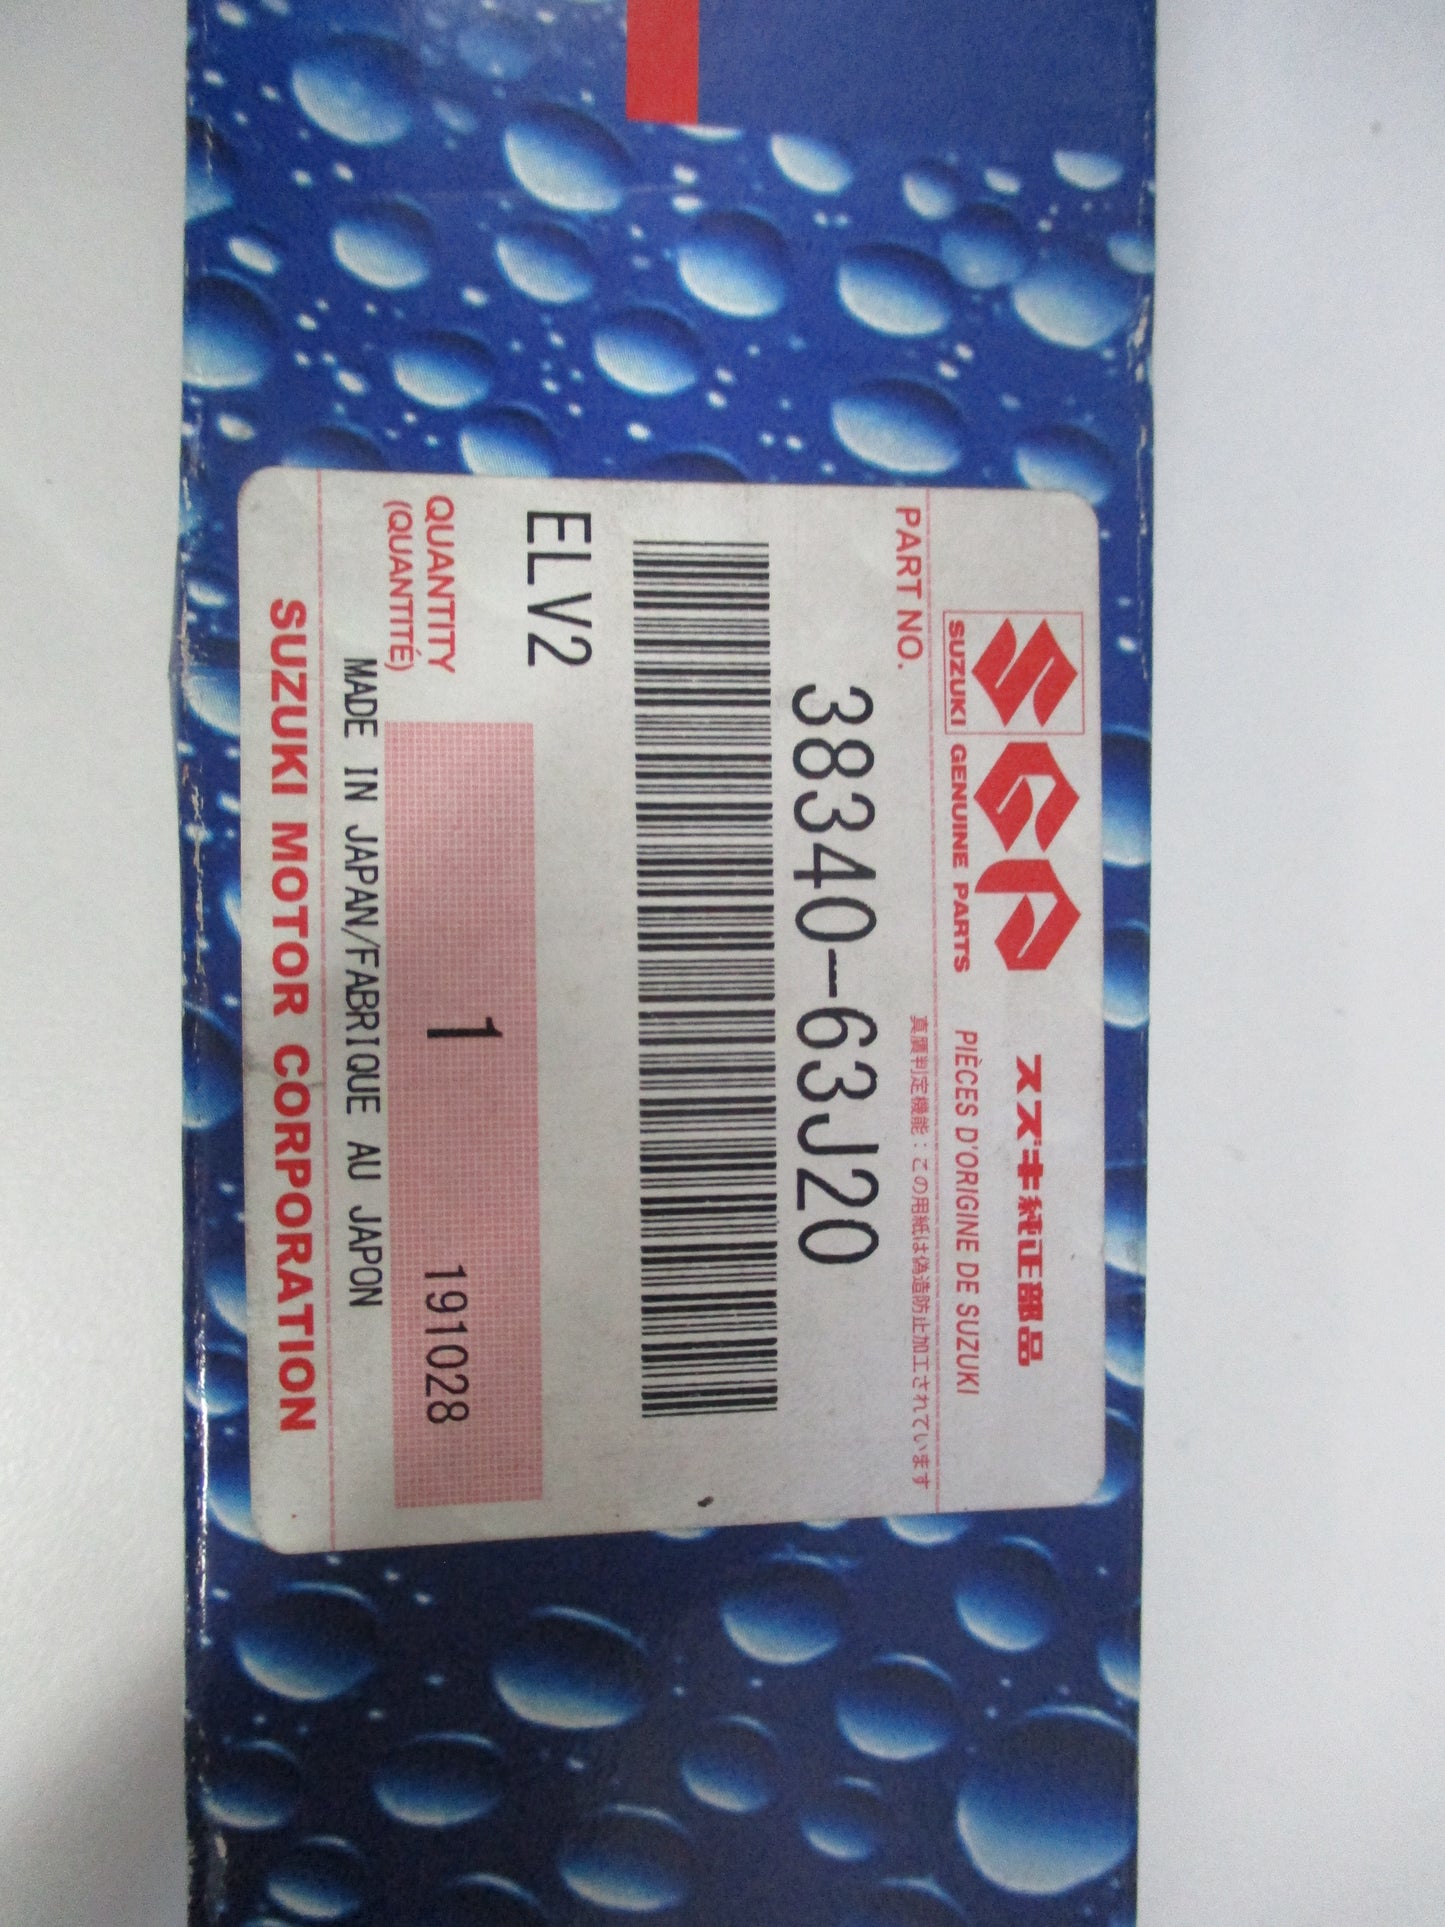 SUZUKI
SGP
スズキ純正部品
SUZUKI GENUINE PARTS
PIÈCES D'ORIGINE DE SUZUKI
PART NO.
真贋判定機能：この用紙は偽造防止加工されています
38340-63J20
ELV2
QUANTITY
(QUANTITÉ)
1
191028
MADE IN JAPAN/FABRIQUE AU JAPON
SUZUKI MOTOR CORPORATION